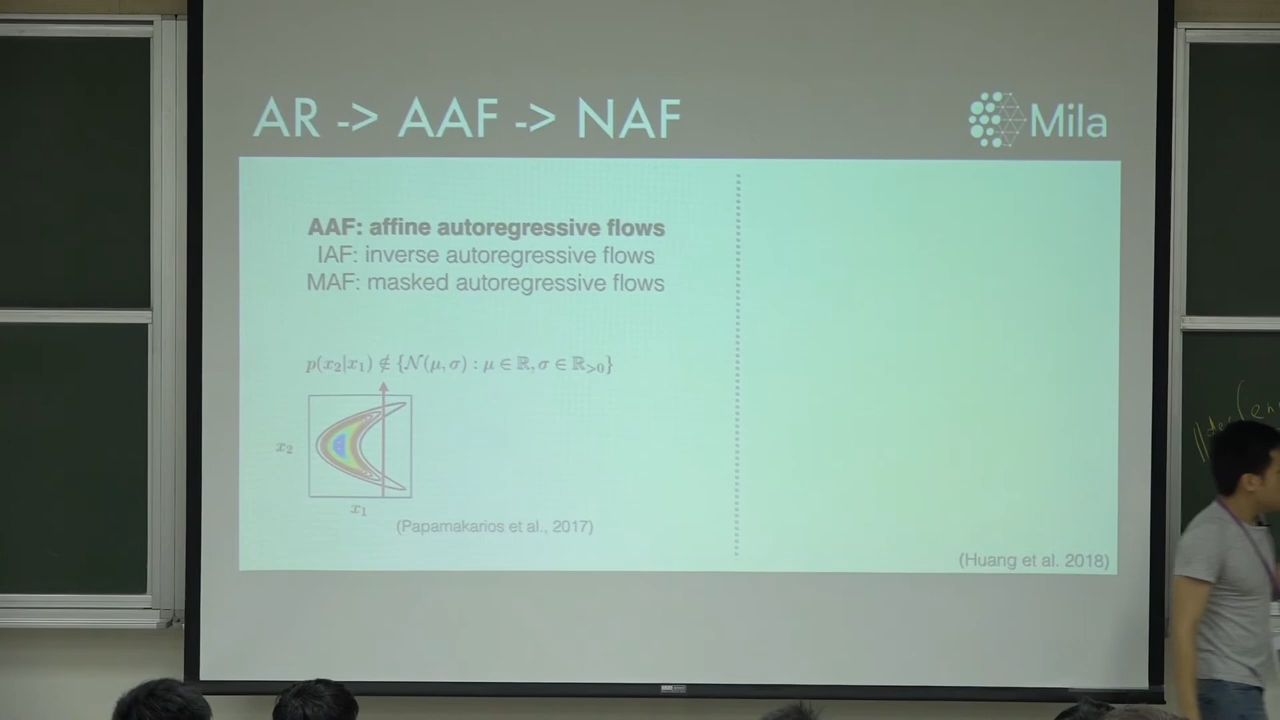 AR -> AAF -> NAF
Mila
AAF: affine autoregressive flows
IAF: inverse autoregressive flows
MAF: masked autoregressive flows
p(x₂|x₁) ∉ {𝒩(μ, σ) : μ ∈ ℝ, σ ∈ ℝ>0}
x₂
x₁
(Papamakarios et al., 2017)
(Huang et al. 2018)